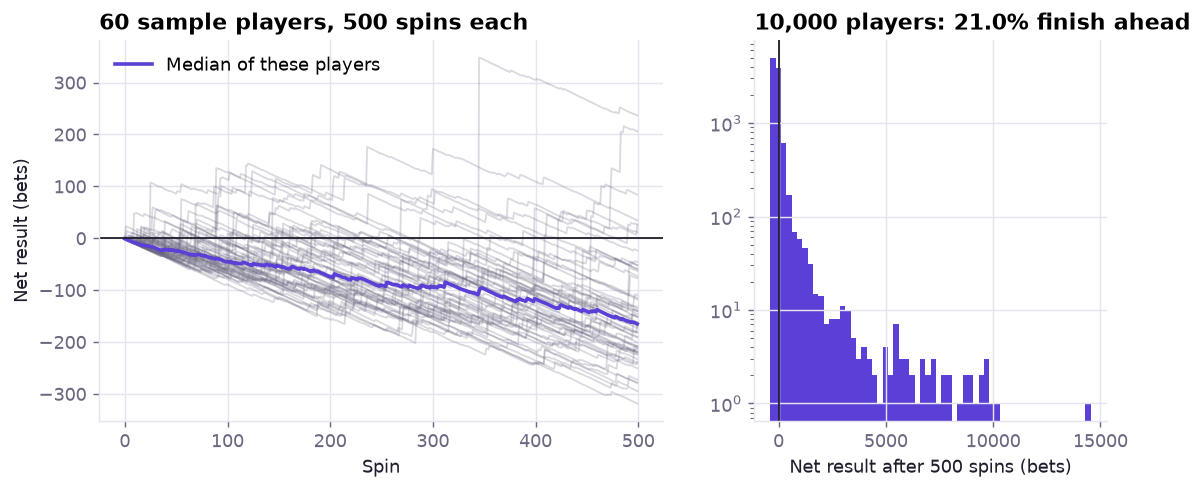 60 sample players, 500 spins each
Median of these players
Net result (bets)
300
200
100
0
−100
−200
−300
0 100 200 300 400 500
Spin
10,000 players: 21.0% finish ahead
10³
10²
10¹
10⁰
0 5000 10000 15000
Net result after 500 spins (bets)